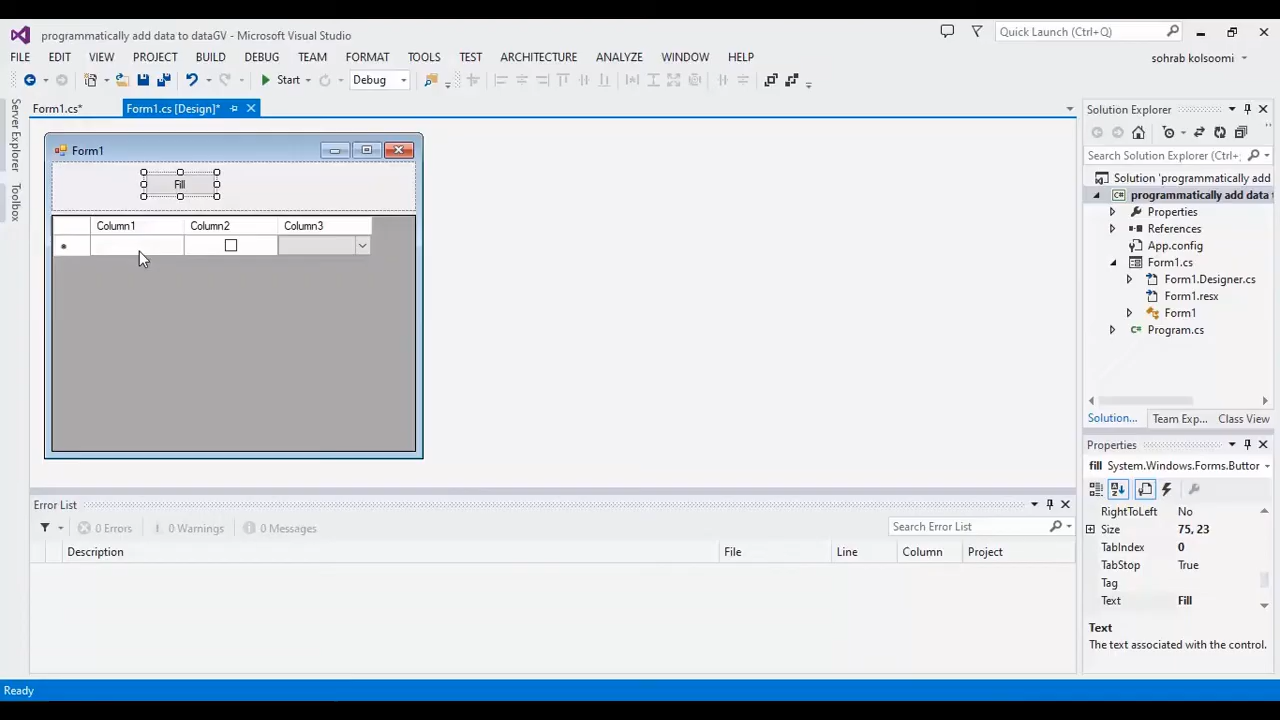 programmatically add data to dataGV - Microsoft Visual Studio
Quick Launch (Ctrl+Q)
FILE EDIT VIEW PROJECT BUILD DEBUG TEAM FORMAT TOOLS TEST ARCHITECTURE ANALYZE WINDOW HELP
sohrab kolsoomi
Start Debug
Form1.cs* Form1.cs [Design]*
Server Explorer
Toolbox
Form1
Fill
Column1 Column2 Column3
Solution Explorer
Search Solution Explorer (Ctrl+;
Solution 'programmatically add
programmatically add data t
Properties
References
App.config
Form1.cs
Form1.Designer.cs
Form1.resx
Form1
Program.cs
Solution... Team Exp... Class View
Properties
fill System.Windows.Forms.Buttor
RightToLeft No
Size 75, 23
TabIndex 0
TabStop True
Tag
Text Fill
Text
The text associated with the control.
Error List
0 Errors 0 Warnings 0 Messages
Search Error List
Description File Line Column Project
Ready